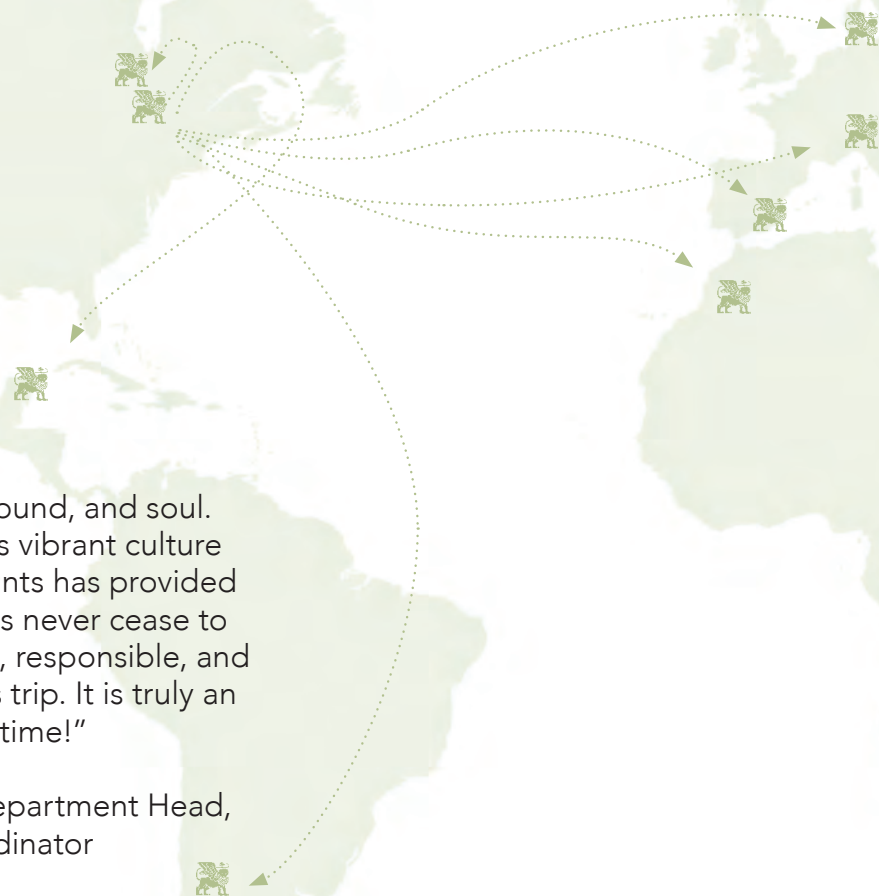 ound, and soul.
s vibrant culture
nts has provided
s never cease to
, responsible, and
s trip. It is truly an
time!”
epartment Head,
dinator